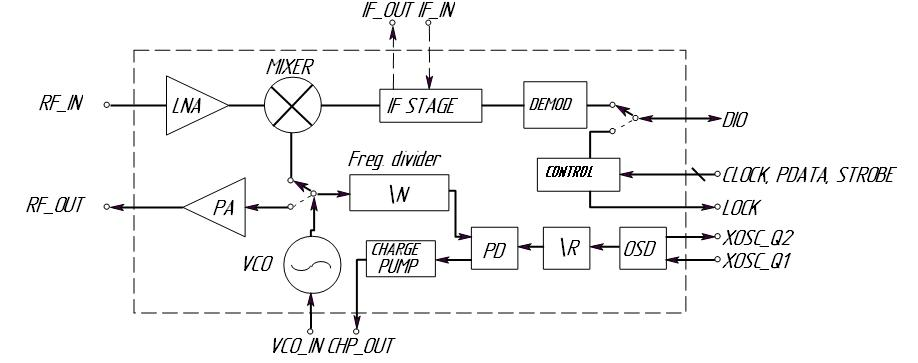 IF_OUT IF_IN
MIXER
RF_IN
LNA
IF STAGE
DEMOD
DIO
Freg. divider
CONTROL
CLOCK, PDATA, STROBE
RF_OUT
PA
\N
LOCK
VCO
CHARGE
PUMP
PD
\R
OSD
XOSC_Q2
XOSC_Q1
VCO_IN CHP_OUT